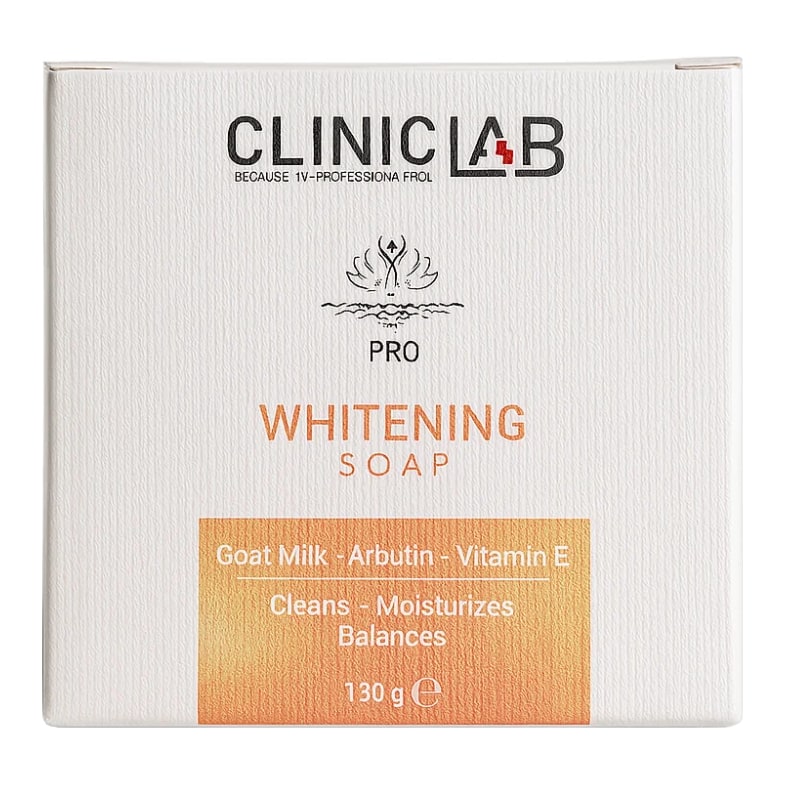 CLINICLAB
BECAUSE 1V-PROFESSIONA FROL
PRO
WHITENING
SOAP
Goat Milk - Arbutin - Vitamin E
Cleans - Moisturizes
Balances
130 g ℮